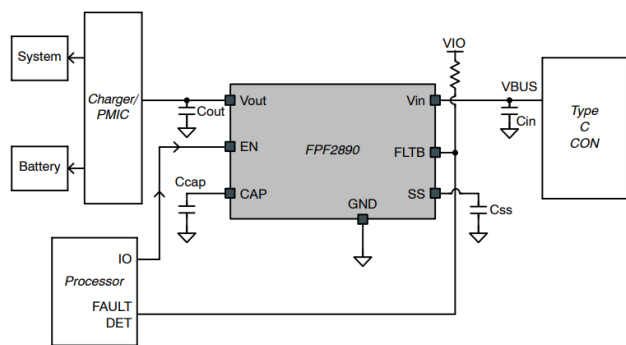 System
Battery
Charger/
PMIC
Cout
Vout
EN
CAP
Ccap
FPF2890
GND
Vin
FLTB
SS
VIO
VBUS
Cin
Css
Type
C
CON
IO
Processor
FAULT
DET